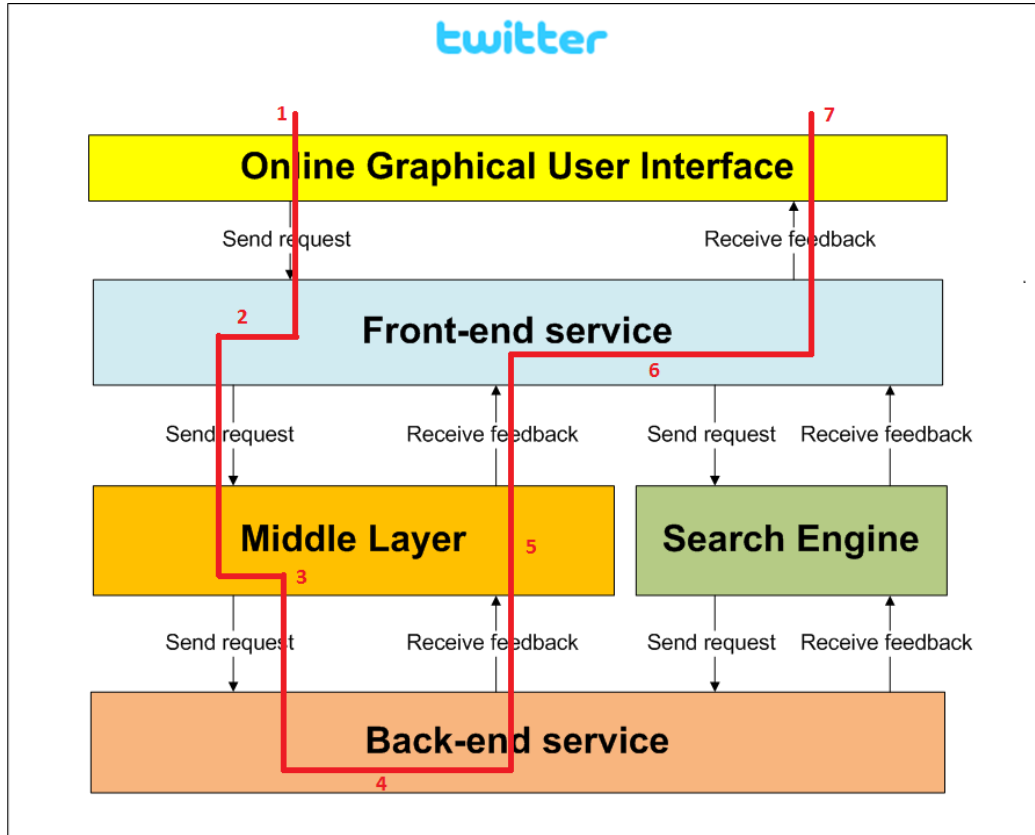 twitter
1
7
Online Graphical User Interface
Send request
Receive feedback
2
Front-end service
6
Send request
Receive feedback
Send request
Receive feedback
Middle Layer
Search Engine
5
3
Send request
Receive feedback
Send request
Receive feedback
Back-end service
4